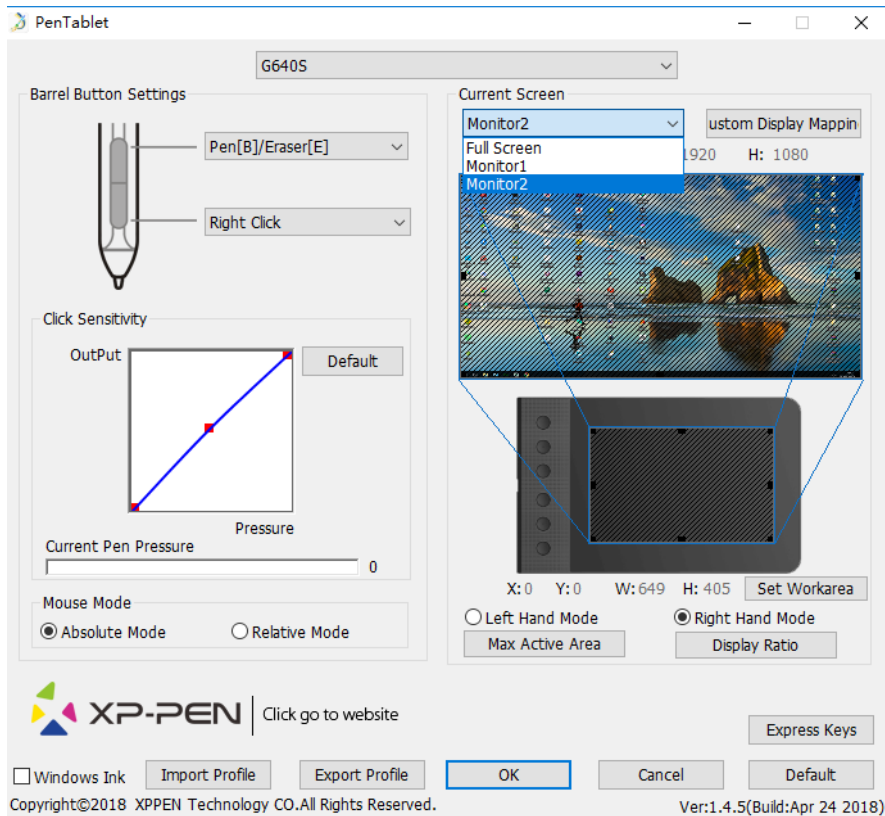 PenTablet
G640S
Barrel Button Settings
Pen[B]/Eraser[E]
Right Click
Click Sensitivity
OutPut
Default
Pressure
Current Pen Pressure
0
Mouse Mode
Absolute Mode
Relative Mode
Current Screen
Monitor2
ustom Display Mappin
Full Screen
Monitor1
Monitor2
1920 H: 1080
X: 0 Y: 0 W: 649 H: 405 Set Workarea
Left Hand Mode Right Hand Mode
Max Active Area Display Ratio
XP-PEN Click go to website
Express Keys
Windows Ink Import Profile Export Profile OK Cancel Default
Copyright©2018 XPPEN Technology CO.All Rights Reserved. Ver:1.4.5(Build:Apr 24 2018)